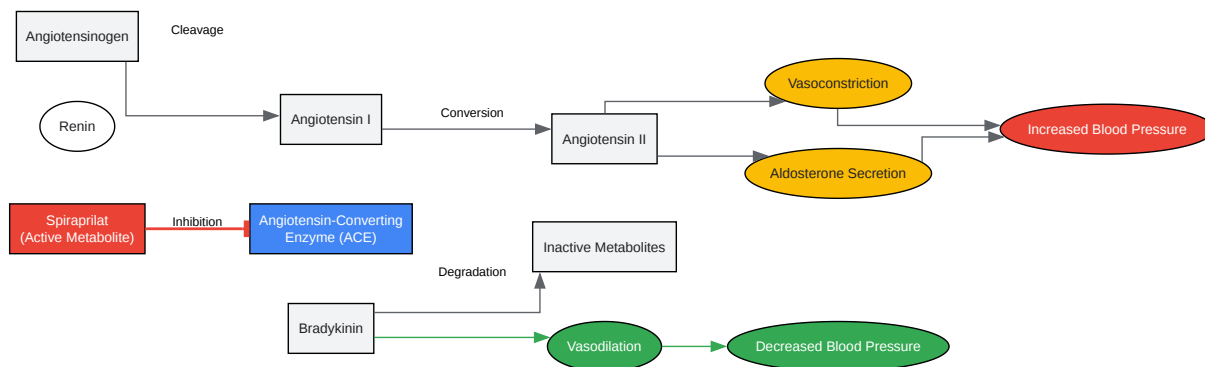 Angiotensinogen
Cleavage
Renin
Angiotensin I
Conversion
Angiotensin II
Vasoconstriction
Aldosterone Secretion
Increased Blood Pressure
Spiraprilat
(Active Metabolite)
Inhibition
Angiotensin-Converting
Enzyme (ACE)
Inactive Metabolites
Degradation
Bradykinin
Vasodilation
Decreased Blood Pressure